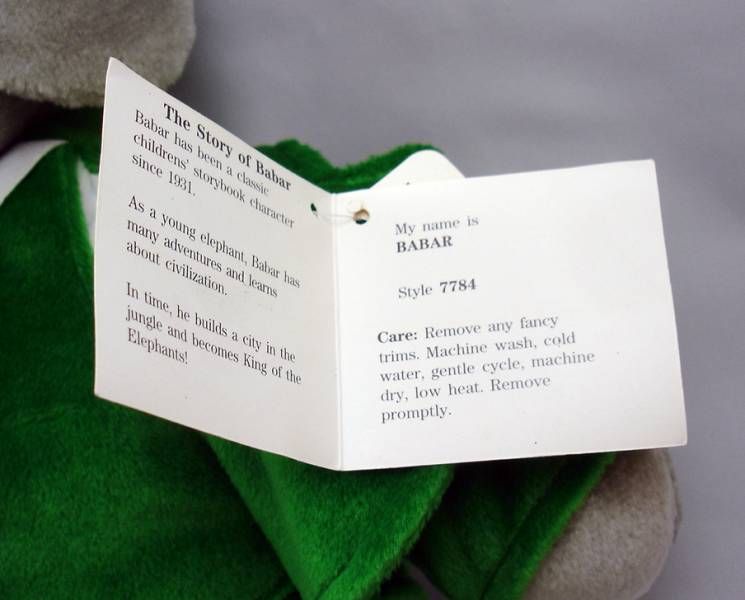 The Story of Babar
Babar has been a classic
childrens' storybook character
since 1931.
As a young elephant, Babar has
many adventures and learns
about civilization.
In time, he builds a city in the
jungle and becomes King of the
Elephants!
My name is
BABAR
Style 7784
Care: Remove any fancy
trims. Machine wash, cold
water, gentle cycle, machine
dry, low heat. Remove
promptly.